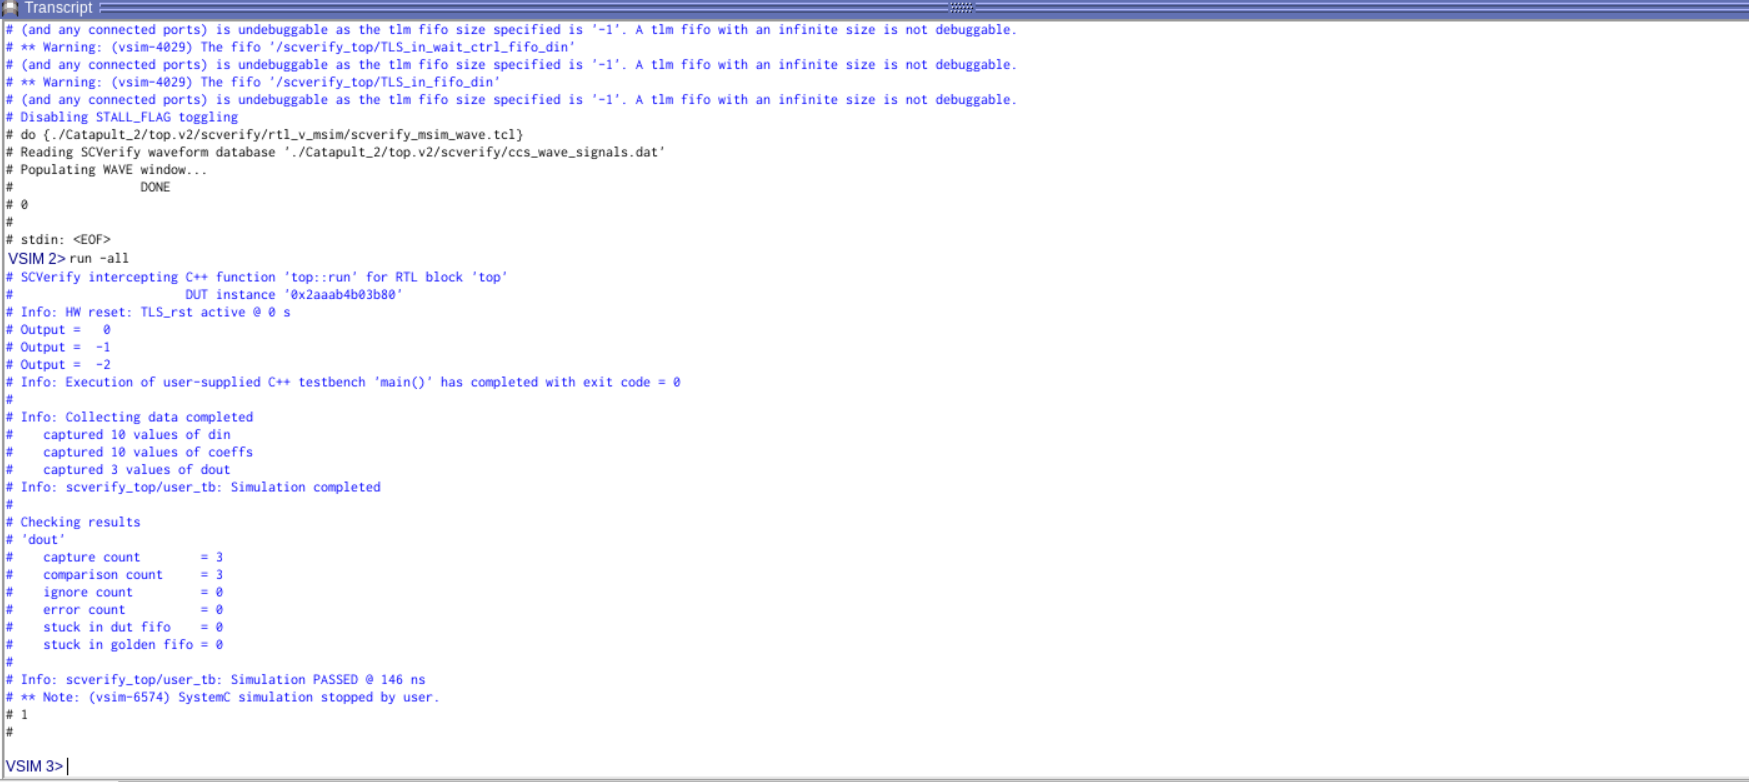 Transcript
# (and any connected ports) is undebuggable as the tlm fifo size specified is '-1'. A tlm fifo with an infinite size is not debuggable.
# ** Warning: (vsim-4029) The fifo '/scverify_top/TLS_in_wait_ctrl_fifo_din'
# (and any connected ports) is undebuggable as the tlm fifo size specified is '-1'. A tlm fifo with an infinite size is not debuggable.
# ** Warning: (vsim-4029) The fifo '/scverify_top/TLS_in_fifo_din'
# (and any connected ports) is undebuggable as the tlm fifo size specified is '-1'. A tlm fifo with an infinite size is not debuggable.
# Disabling STALL_FLAG toggling
# do {./Catapult_2/top.v2/scverify/rtl_v_msim/scverify_msim_wave.tcl}
# Reading SCVerify waveform database './Catapult_2/top.v2/scverify/ccs_wave_signals.dat'
# Populating WAVE window...
#                 DONE
# 0
#
# stdin: <EOF>
VSIM 2> run -all
# SCVerify intercepting C++ function 'top::run' for RTL block 'top'
#                       DUT instance '0x2aaab4b03b80'
# Info: HW reset: TLS_rst active @ 0 s
# Output =   0
# Output =  -1
# Output =  -2
# Info: Execution of user-supplied C++ testbench 'main()' has completed with exit code = 0
#
# Info: Collecting data completed
#    captured 10 values of din
#    captured 10 values of coeffs
#    captured 3 values of dout
# Info: scverify_top/user_tb: Simulation completed
#
# Checking results
# 'dout'
#    capture count        = 3
#    comparison count     = 3
#    ignore count         = 0
#    error count          = 0
#    stuck in dut fifo    = 0
#    stuck in golden fifo = 0
#
# Info: scverify_top/user_tb: Simulation PASSED @ 146 ns
# ** Note: (vsim-6574) SystemC simulation stopped by user.
# 1
#
VSIM 3>